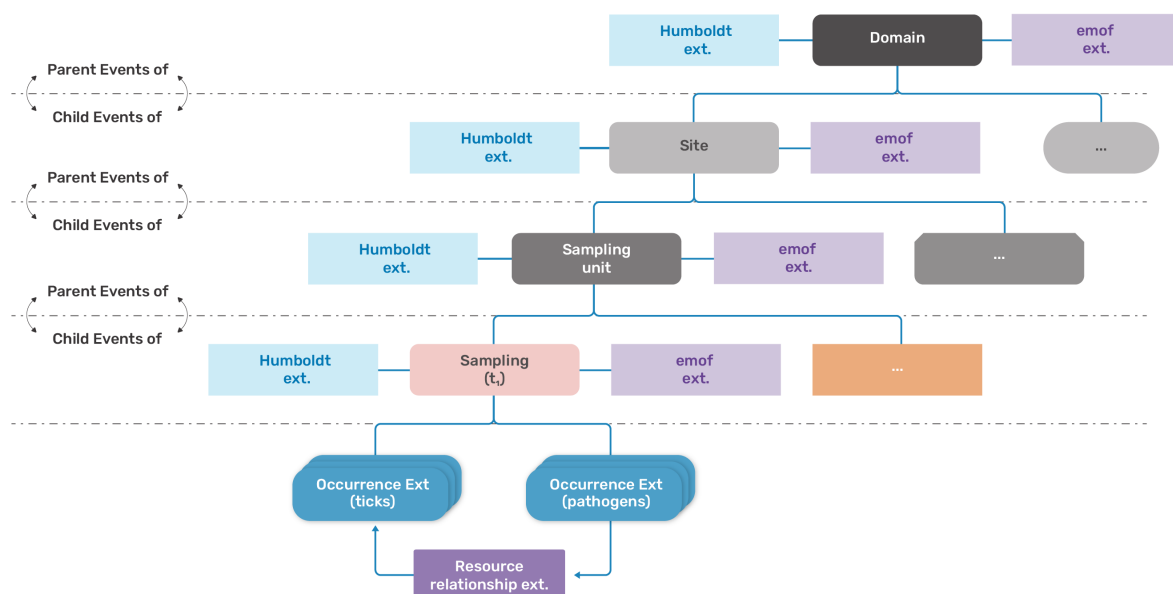 Humboldt
ext.
Domain
emof
ext.
Parent Events of
Child Events of
Humboldt
ext.
Site
emof
ext.
...
Parent Events of
Child Events of
Humboldt
ext.
Sampling
unit
emof
ext.
...
Parent Events of
Child Events of
Humboldt
ext.
Sampling
(t₁)
emof
ext.
...
Occurrence Ext
(ticks)
Occurrence Ext
(pathogens)
Resource
relationship ext.